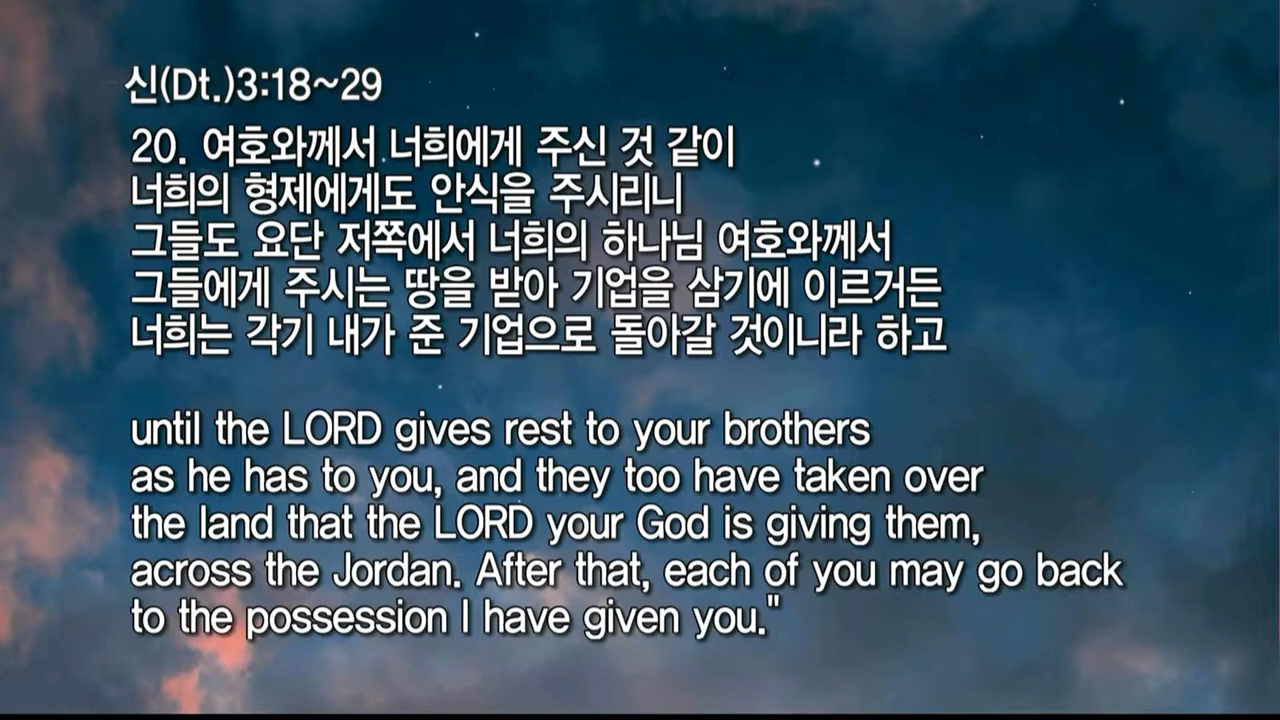 신(Dt.)3:18~29
20. 여호와께서 너희에게 주신 것 같이
너희의 형제에게도 안식을 주시리니
그들도 요단 저쪽에서 너희의 하나님 여호와께서
그들에게 주시는 땅을 받아 기업을 삼기에 이르거든
너희는 각기 내가 준 기업으로 돌아갈 것이니라 하고
until the LORD gives rest to your brothers
as he has to you, and they too have taken over
the land that the LORD your God is giving them,
across the Jordan. After that, each of you may go back
to the possession I have given you."